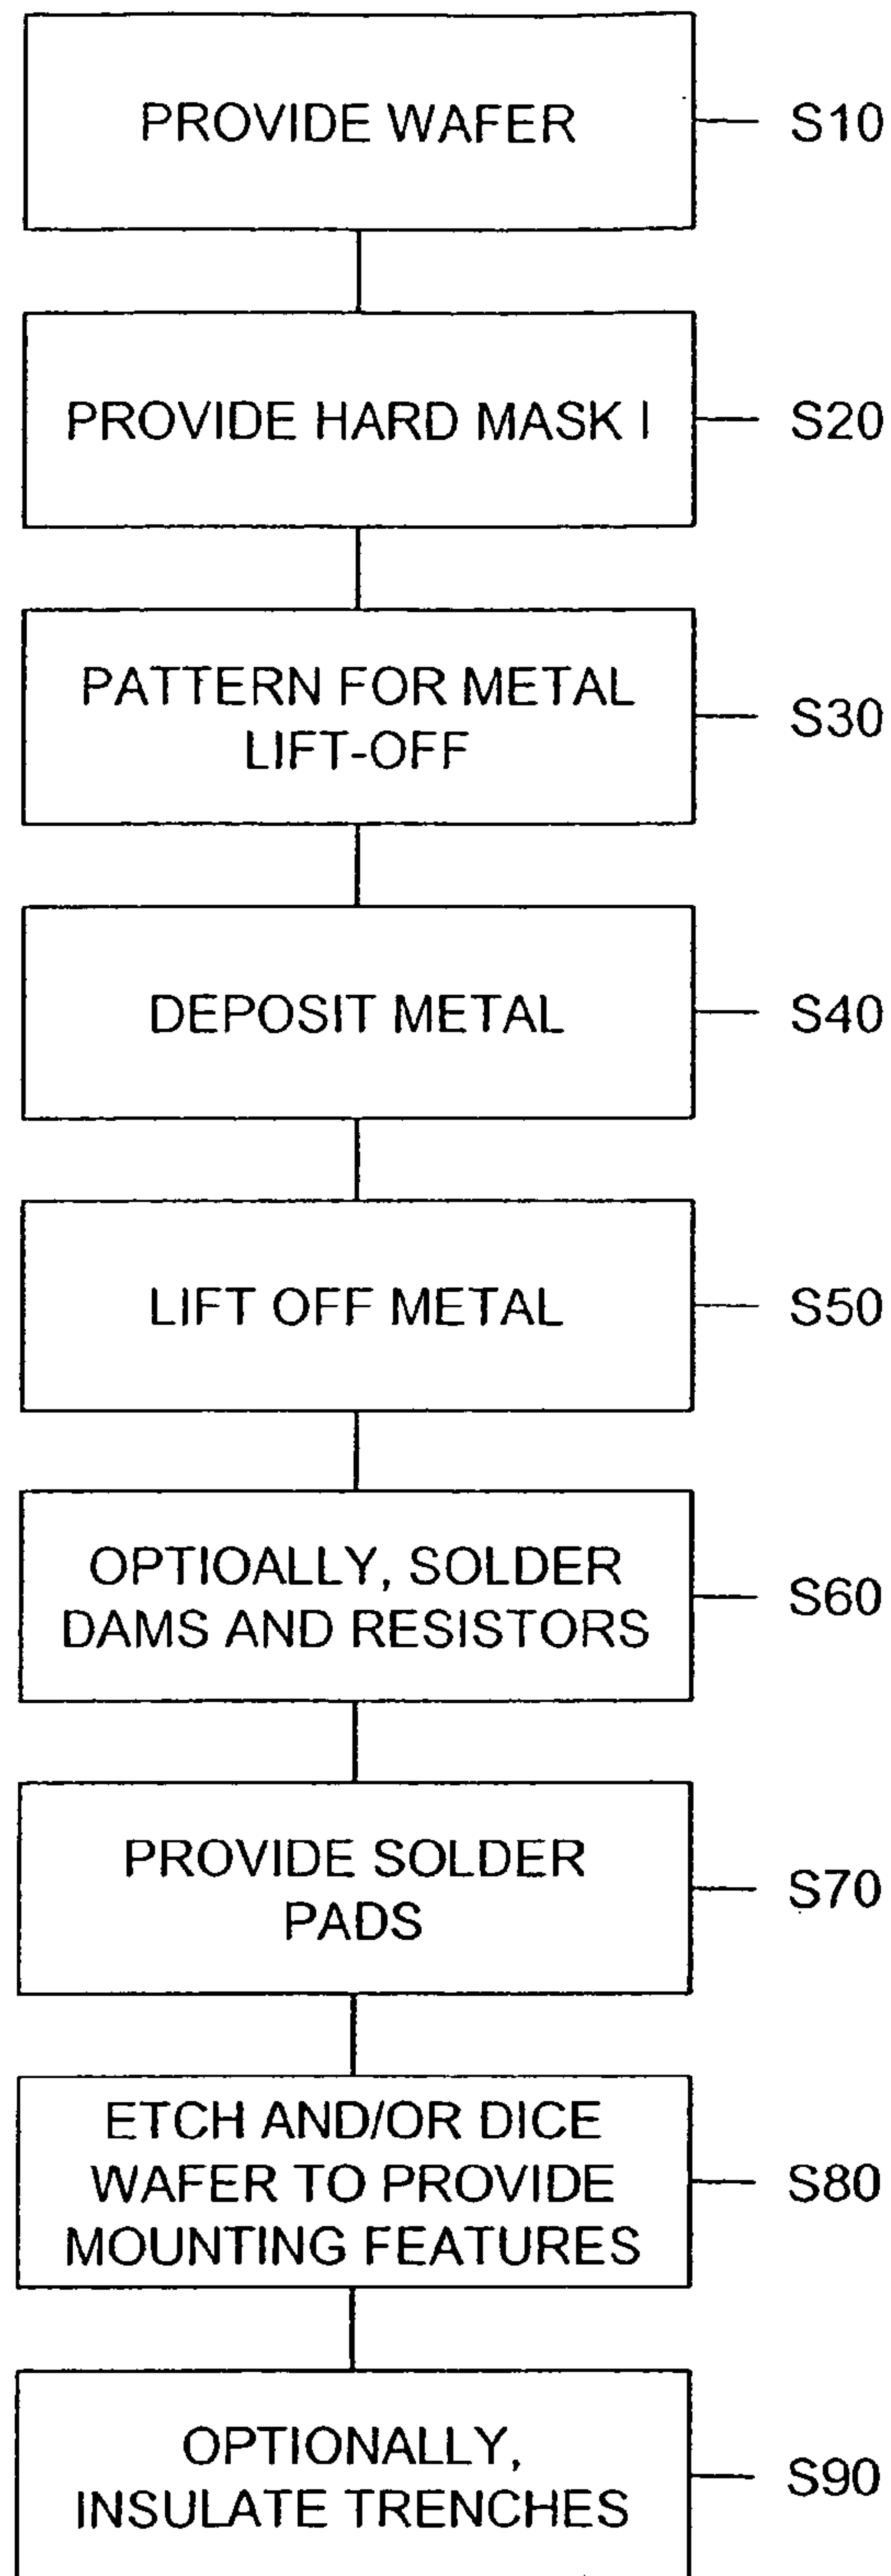 PROVIDE WAFER
S10
PROVIDE HARD MASK I
S20
PATTERN FOR METAL
LIFT-OFF
S30
DEPOSIT METAL
S40
LIFT OFF METAL
S50
OPTIOALLY, SOLDER
DAMS AND RESISTORS
S60
PROVIDE SOLDER
PADS
S70
ETCH AND/OR DICE
WAFER TO PROVIDE
MOUNTING FEATURES
S80
OPTIONALLY,
INSULATE TRENCHES
S90